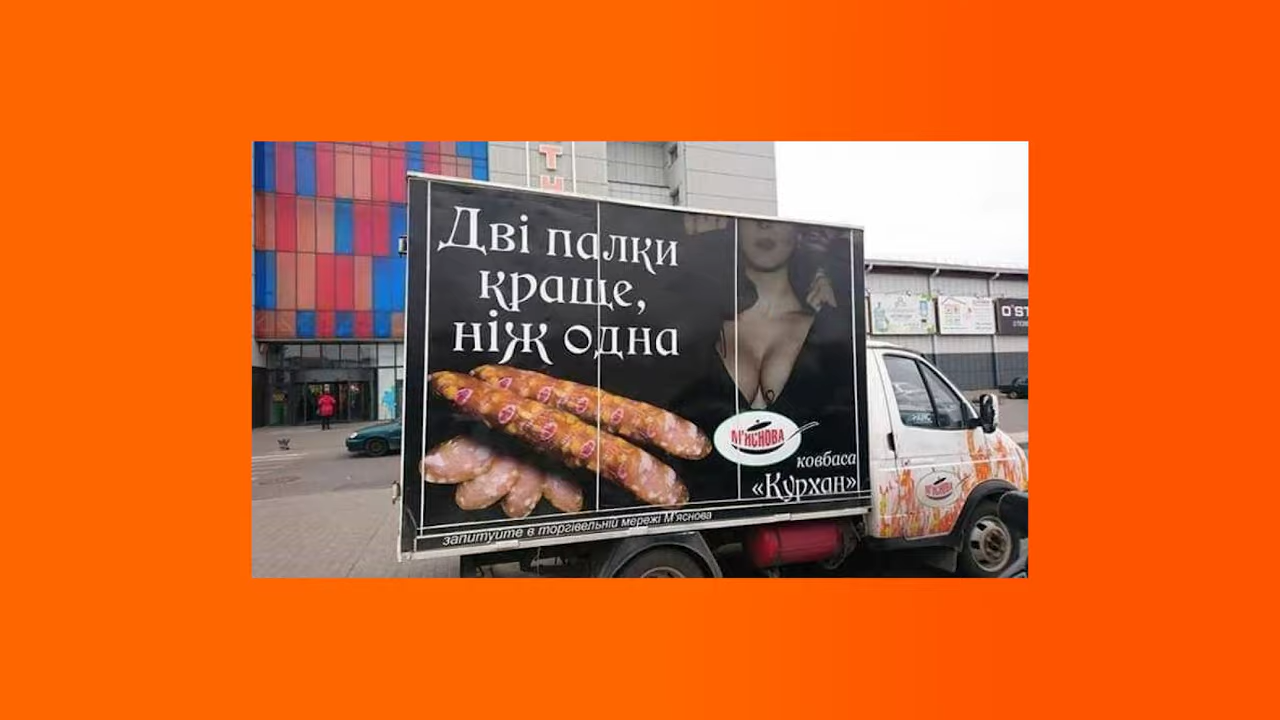 Дві палки
краще,
ніж одна
М'ЯСНОВА
ковбаса
«Курхан»
запитуйте в торгівельній мережі М'яснова